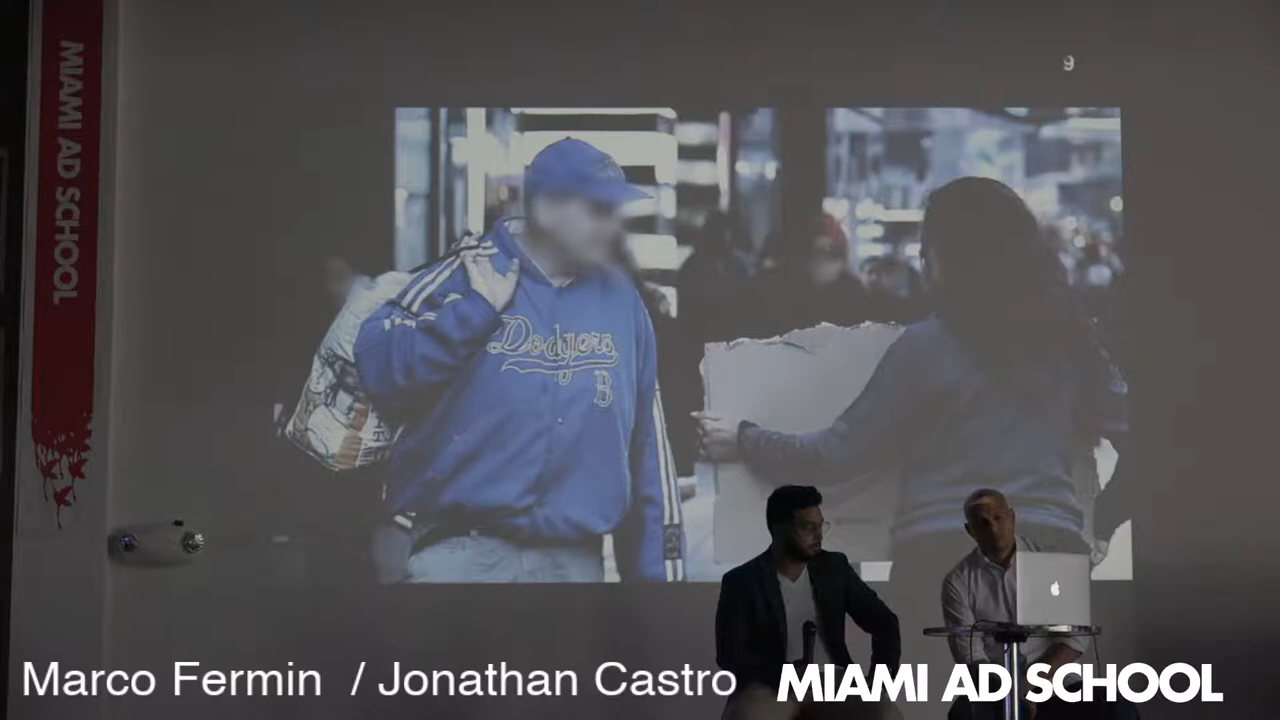 MIAMI AD SCHOOL
9
Dodgers
B
Marco Fermin / Jonathan Castro
MIAMI AD SCHOOL